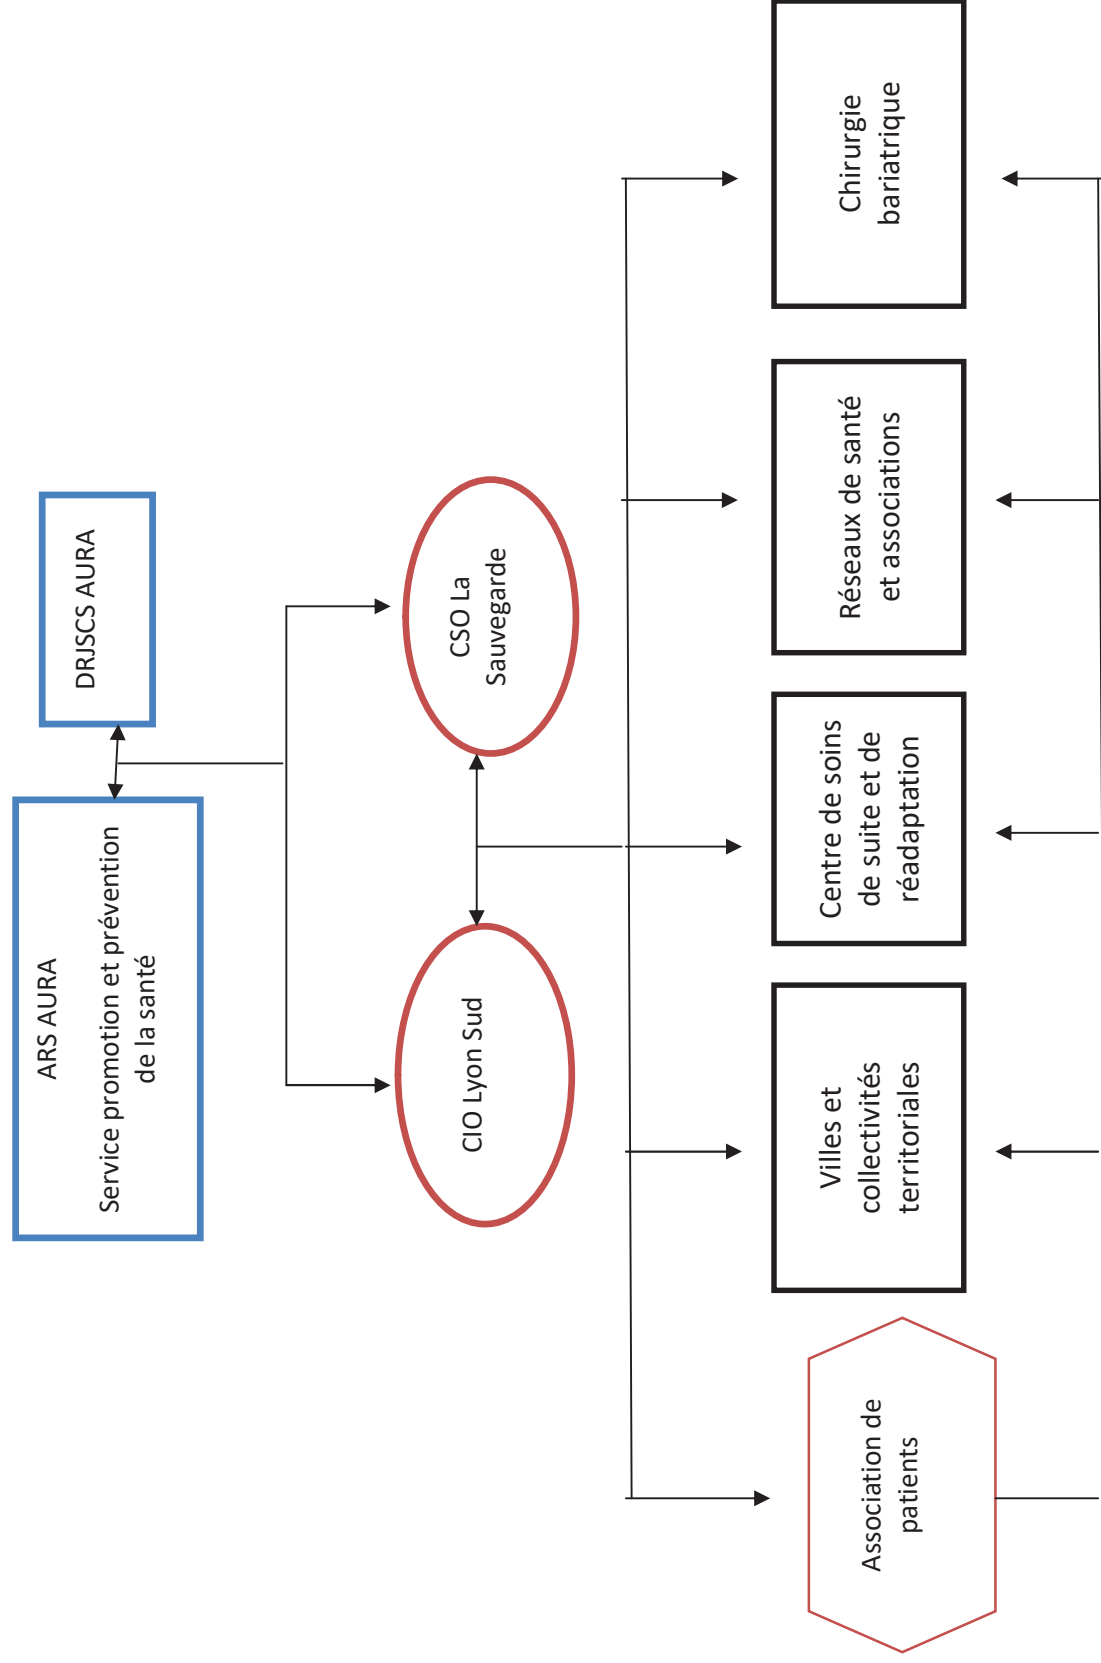 ARS AURA
Service promotion et prévention
de la santé
DRJSCS AURA
CIO Lyon Sud
CSO La
Sauvegarde
Association de
patients
Villes et
collectivités
territoriales
Centre de soins
de suite et de
réadaptation
Réseaux de santé
et associations
Chirurgie
bariatrique